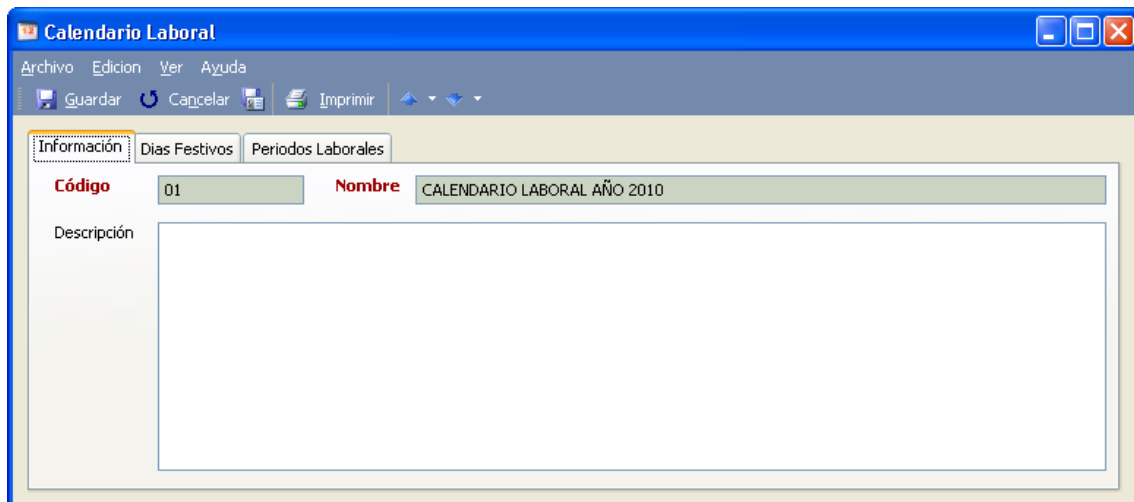 Calendario Laboral
Archivo Edicion Ver Ayuda
Guardar Cancelar Imprimir
Información Dias Festivos Periodos Laborales
Código 01 Nombre CALENDARIO LABORAL AÑO 2010
Descripción